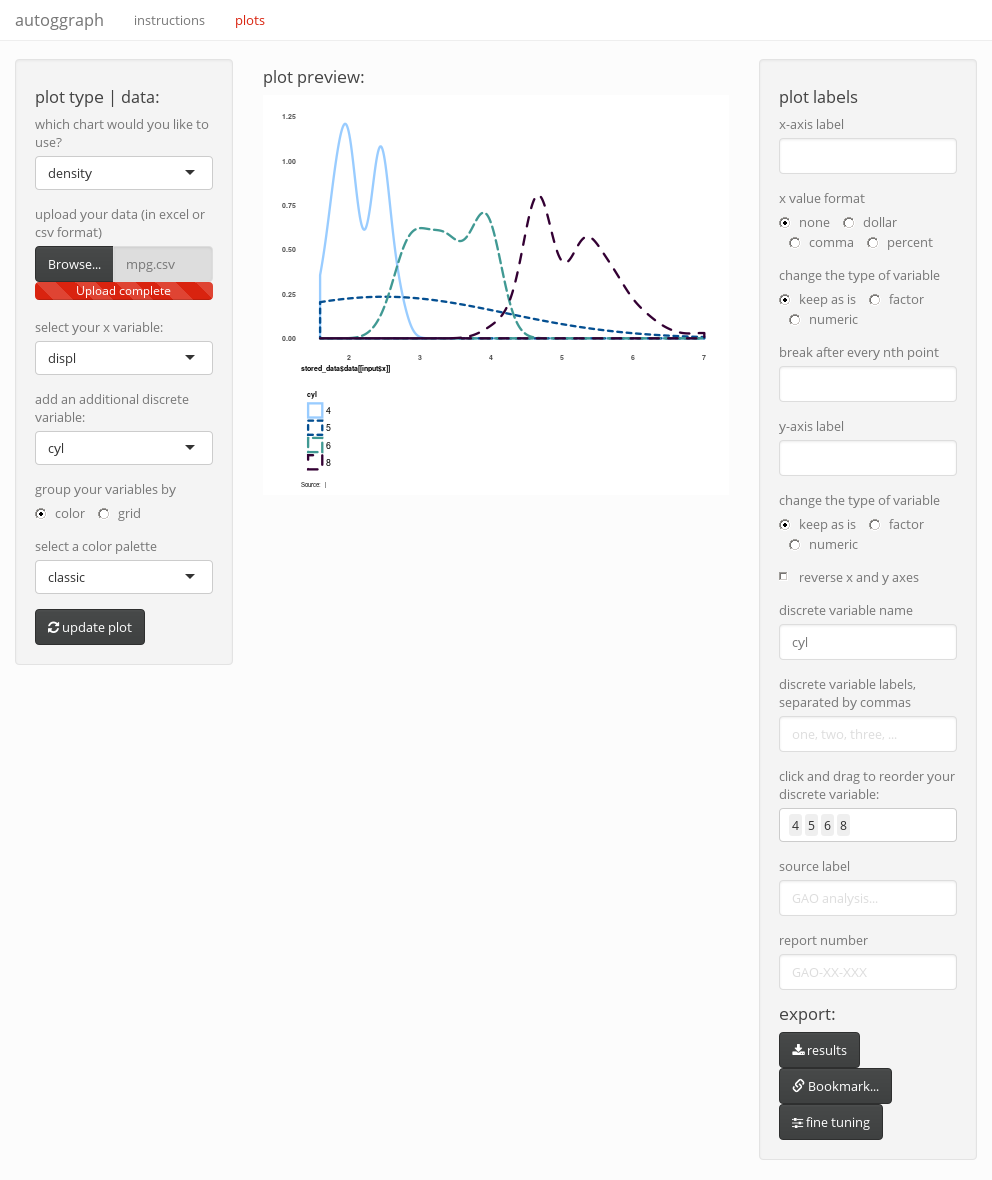 autoggraph instructions plots
plot type | data:
which chart would you like to
use?
density
upload your data (in excel or
csv format)
Browse... mpg.csv
Upload complete
select your x variable:
displ
add an additional discrete
variable:
cyl
group your variables by
color grid
select a color palette
classic
update plot
plot preview:
1.25
1.00
0.75
0.50
0.25
0.00
2 3 4 5 6 7
stored_data$data[[input$x]]
cyl
4
5
6
8
Source: |
plot labels
x-axis label
x value format
none dollar
comma percent
change the type of variable
keep as is factor
numeric
break after every nth point
y-axis label
change the type of variable
keep as is factor
numeric
reverse x and y axes
discrete variable name
cyl
discrete variable labels,
separated by commas
one, two, three, ...
click and drag to reorder your
discrete variable:
4 5 6 8
source label
GAO analysis...
report number
GAO-XX-XXX
export:
results
Bookmark...
fine tuning